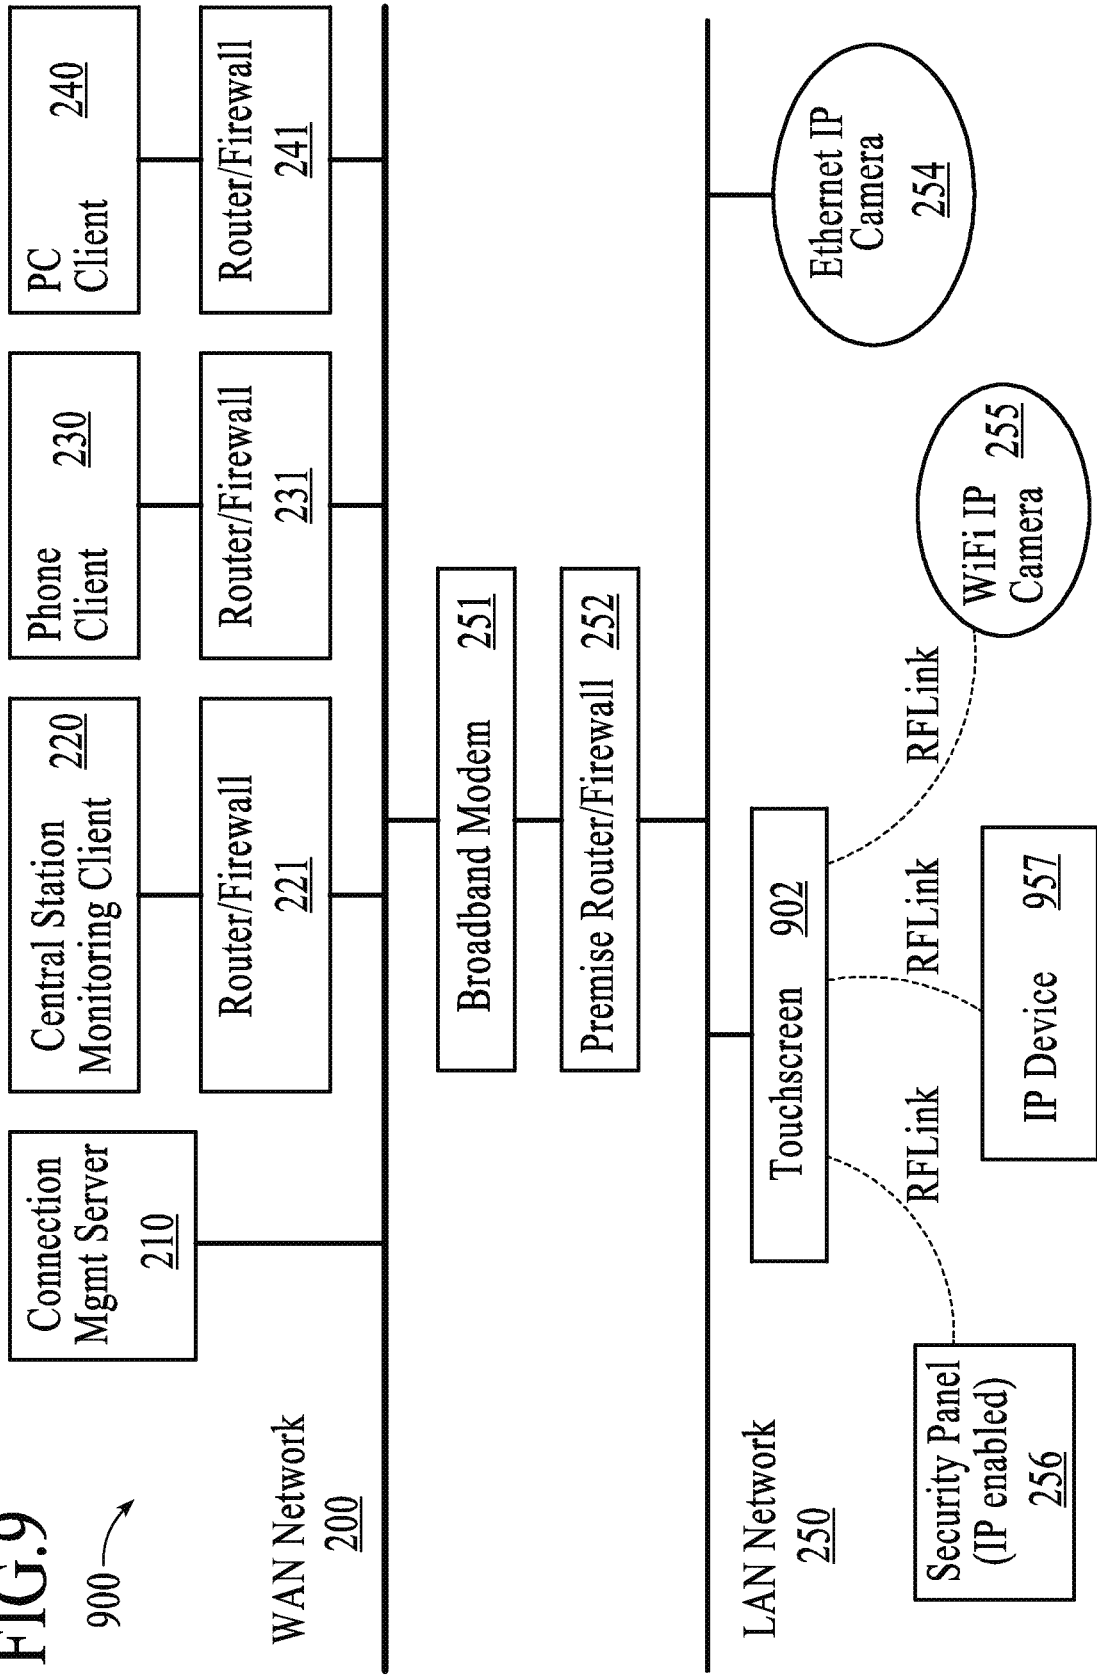 FIG.9
900
Connection
Mgmt Server
210
Central Station
Monitoring Client
220
Phone
Client
230
PC
Client
240
Router/Firewall
221
Router/Firewall
231
Router/Firewall
241
WAN Network
200
Broadband Modem 251
Premise Router/Firewall 252
LAN Network
250
Touchscreen 902
Ethernet IP
Camera
254
RFLink
RFLink
RFLink
Security Panel
(IP enabled)
256
IP Device 957
WiFi IP
Camera
255